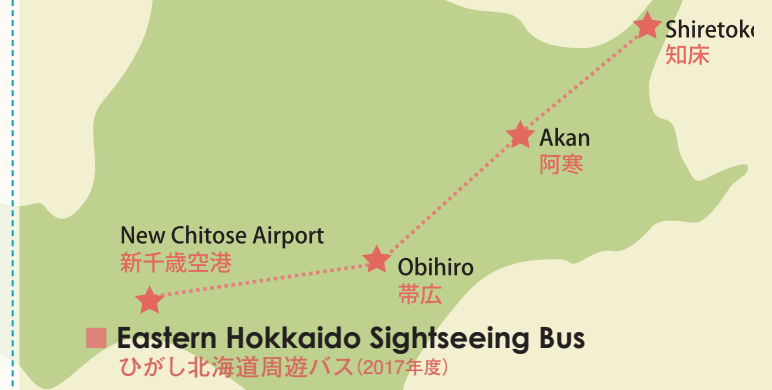 Shiretoko
知床
Akan
阿寒
New Chitose Airport
新千歳空港
Obihiro
帯広
Eastern Hokkaido Sightseeing Bus
ひがし北海道周遊バス(2017年度)